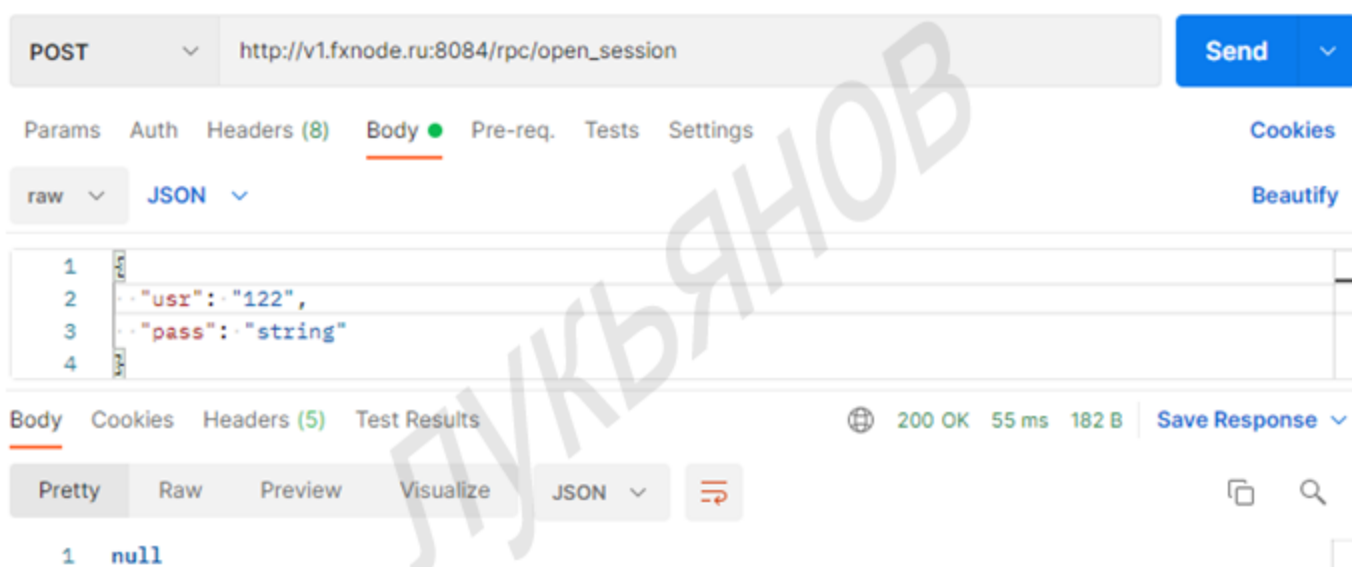 POST http://v1.fxnode.ru:8084/rpc/open_session Send
Params Auth Headers (8) Body Pre-req. Tests Settings Cookies
raw JSON Beautify
1 {
2 "usr": "122",
3 "pass": "string"
4 }
Body Cookies Headers (5) Test Results 200 OK 55 ms 182 B Save Response
Pretty Raw Preview Visualize JSON
1 null
ЛУКЬЯНОВ